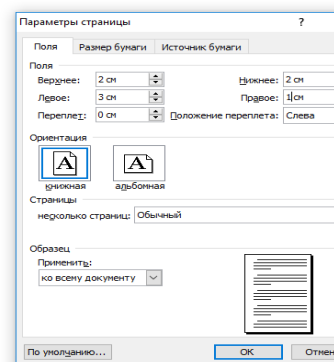 Параметры страницы ?
Поля Размер бумаги Источник бумаги
Поля
Верхнее: 2 см Нижнее: 2 см
Левое: 3 см Правое: 1 см
Переплет: 0 см Положение переплета: Слева
Ориентация
A A
книжная альбомная
Страницы
несколько страниц: Обычный
Образец
Применить:
ко всему документу
По умолчанию... ОК